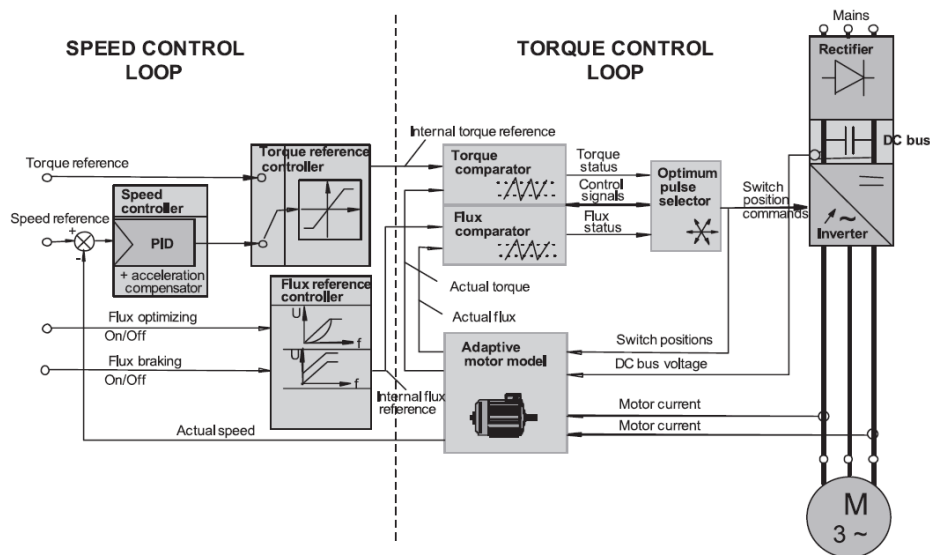 SPEED CONTROL
LOOP
TORQUE CONTROL
LOOP
Mains
Rectifier
DC bus
Inverter
Internal torque reference
Torque reference
Torque reference
controller
Speed
controller
Speed reference
+
-
PID
+ acceleration
compensator
Torque
comparator
Torque
status
Control
signals
Flux comparator
Flux
status
Optimum
pulse
selector
Switch
position
commands
Flux reference
controller
U
f
U
f
Flux optimizing
On/Off
Flux braking
On/Off
Internal flux
reference
Actual torque
Actual flux
Adaptive
motor model
Switch positions
DC bus voltage
Motor current
Motor current
Actual speed
M
3 ~